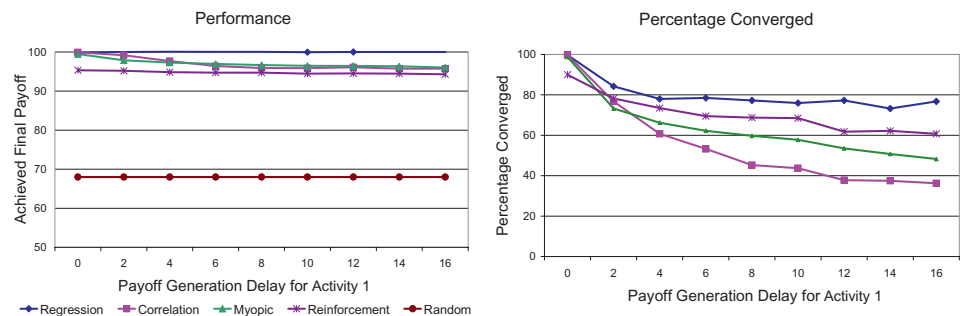 Performance
Achieved Final Payoff
100
90
80
70
60
50
0 2 4 6 8 10 12 14 16
Payoff Generation Delay for Activity 1
Regression Correlation Myopic Reinforcement Random
Percentage Converged
Percentage Converged
100
80
60
40
20
0
0 2 4 6 8 10 12 14 16
Payoff Generation Delay for Activity 1